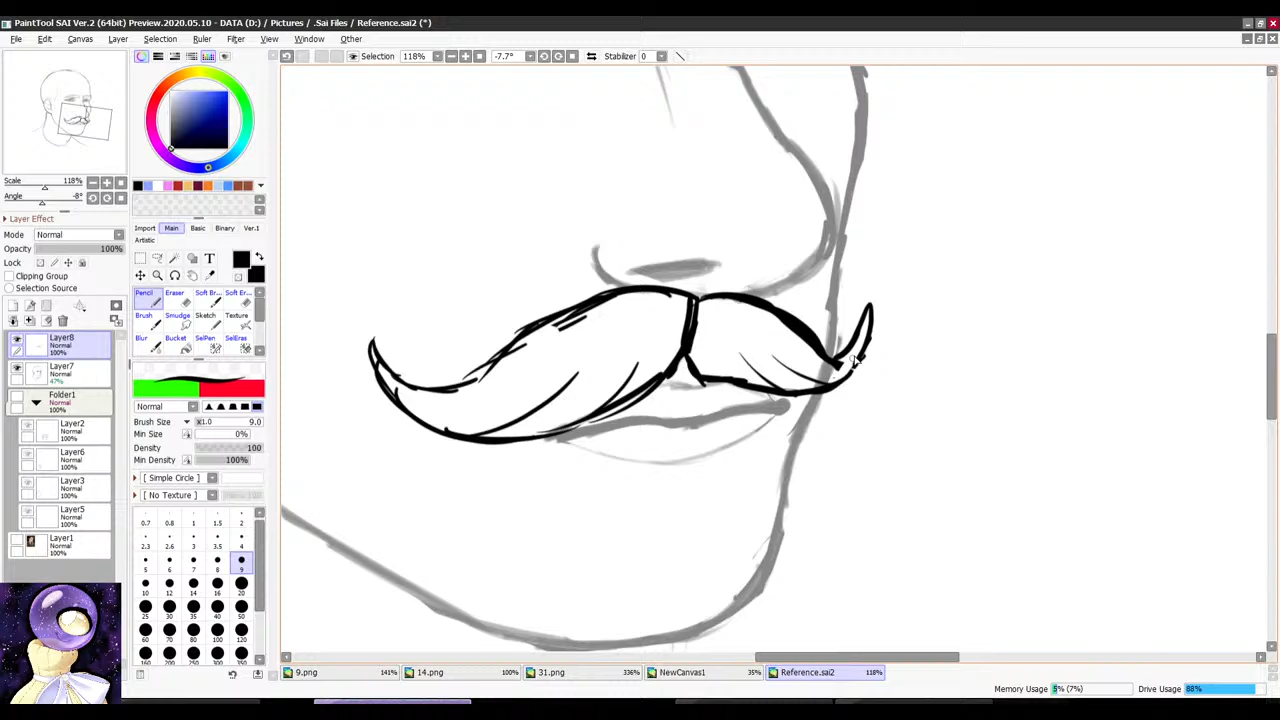 PaintTool SAI Ver.2 (64bit) Preview.2020.05.10 - DATA (D:) / Pictures / .Sai Files / Reference.sai2 (*)
File Edit Canvas Layer Selection Ruler Filter View Window Other
Selection 118% -7.7° Stabilizer 0
Scale 118%
Angle -8°
Layer Effect
Mode Normal
Opacity 100%
Lock
Clipping Group
Selection Source
Layer8
Normal
100%
Layer7
Normal
47%
Folder1
Normal
100%
Layer2
Normal
100%
Layer6
Normal
100%
Layer3
Normal
100%
Layer5
Normal
100%
Layer1
Normal
100%
Import Main Basic Binary Ver.1
Artistic
T
Pencil Eraser Soft Br... Soft Er...
Brush Smudge Sketch Texture
Blur Bucket SelPen SelEras
Normal
Brush Size x1.0 9.0
Min Size 0%
Density 100
Min Density 100%
[ Simple Circle ]
[ No Texture ]
0.7 0.8 1 1.5 2
2.3 2.6 3 3.5 4
5 6 7 8 9
10 12 14 16 20
25 30 35 40 50
60 70 80 100 120
160 200 250 300 350
9.png 141% 14.png 100% 31.png 336% NewCanvas1 35% Reference.sai2 118%
Memory Usage 5% (7%) Drive Usage 88%